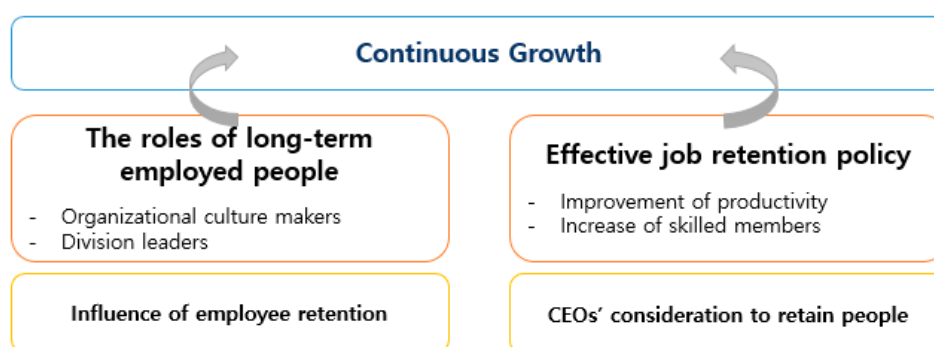 Continuous Growth
The roles of long-term
employed people
- Organizational culture makers
- Division leaders
Effective job retention policy
- Improvement of productivity
- Increase of skilled members
Influence of employee retention
CEOs’ consideration to retain people